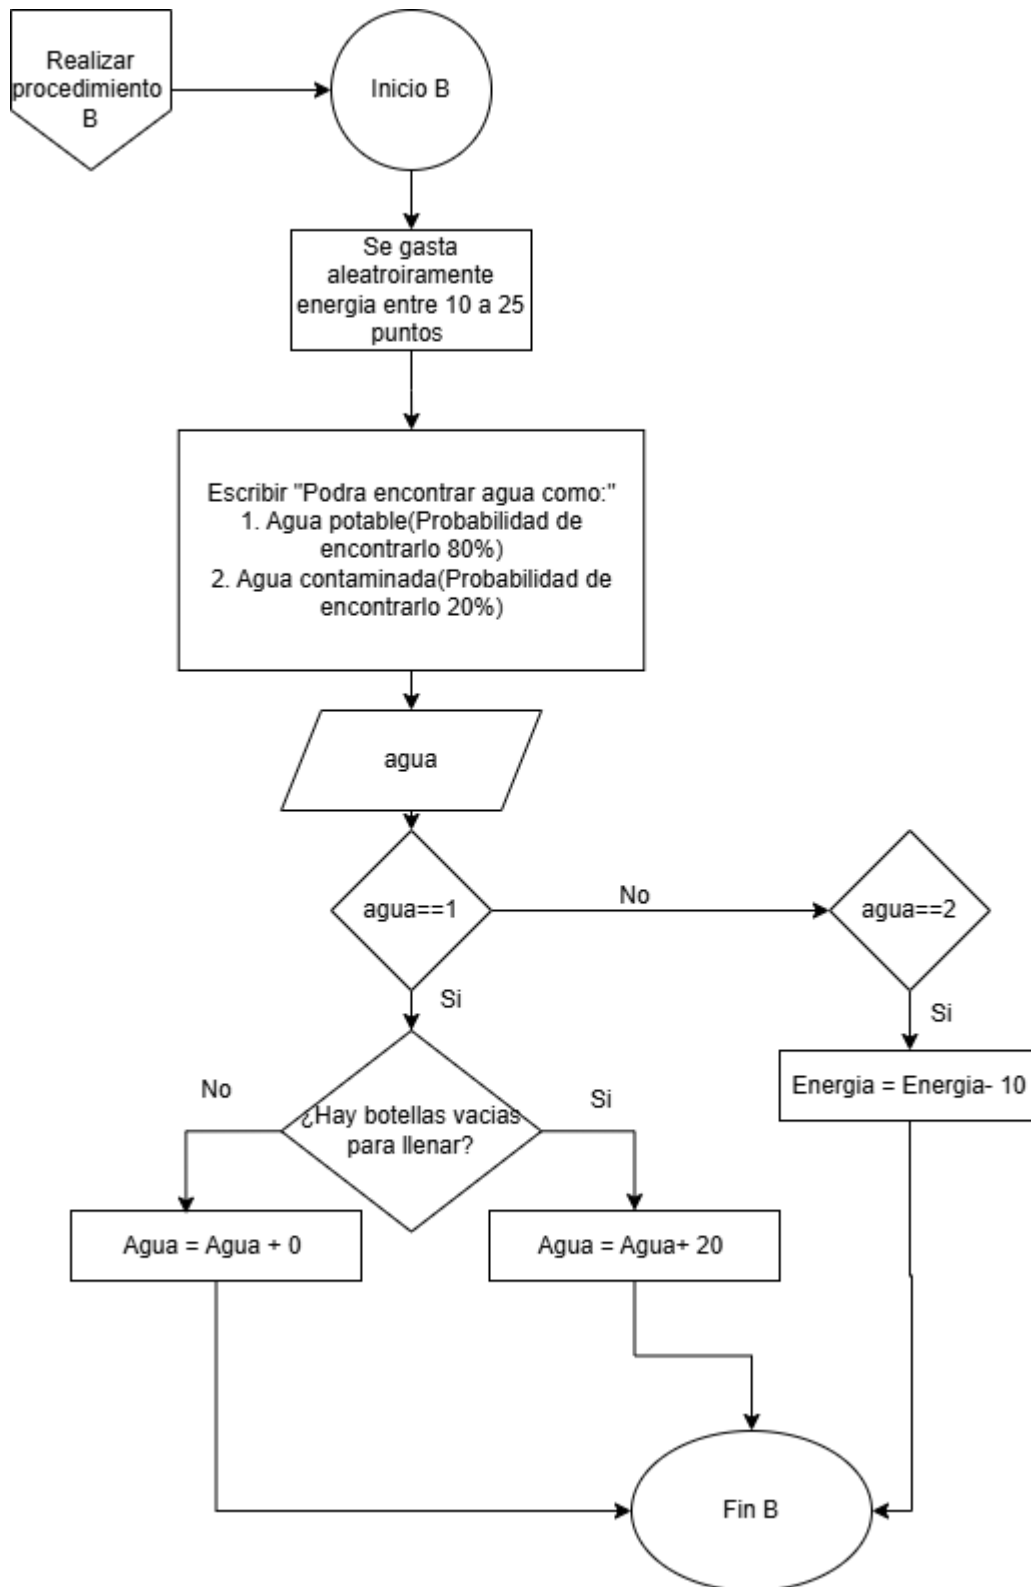 Realizar
procedimiento
B
Inicio B
Se gasta
aleatroiramente
energia entre 10 a 25
puntos
Escribir "Podra encontrar agua como:"
1. Agua potable(Probabilidad de
encontrarlo 80%)
2. Agua contaminada(Probabilidad de
encontrarlo 20%)
agua
agua==1
No
agua==2
Si
Si
No
¿Hay botellas vacias
para llenar?
Si
Energia = Energia- 10
Agua = Agua + 0
Agua = Agua+ 20
Fin B